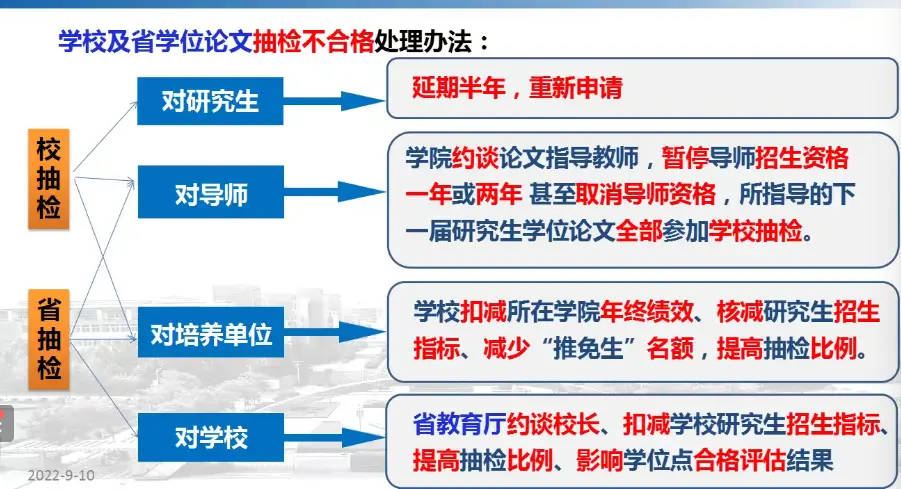 学校及省学位论文抽检不合格处理办法：
对研究生
延期半年，重新申请
校抽检
对导师
学院约谈论文指导教师，暂停导师招生资格
一年或两年 甚至取消导师资格，所指导的下
一届研究生学位论文全部参加学校抽检。
省抽检
对培养单位
学校扣减所在学院年终绩效、核减研究生招生
指标、减少“推免生”名额，提高抽检比例。
对学校
省教育厅约谈校长、扣减学校研究生招生指标、
提高抽检比例、影响学位点合格评估结果
2022-9-10